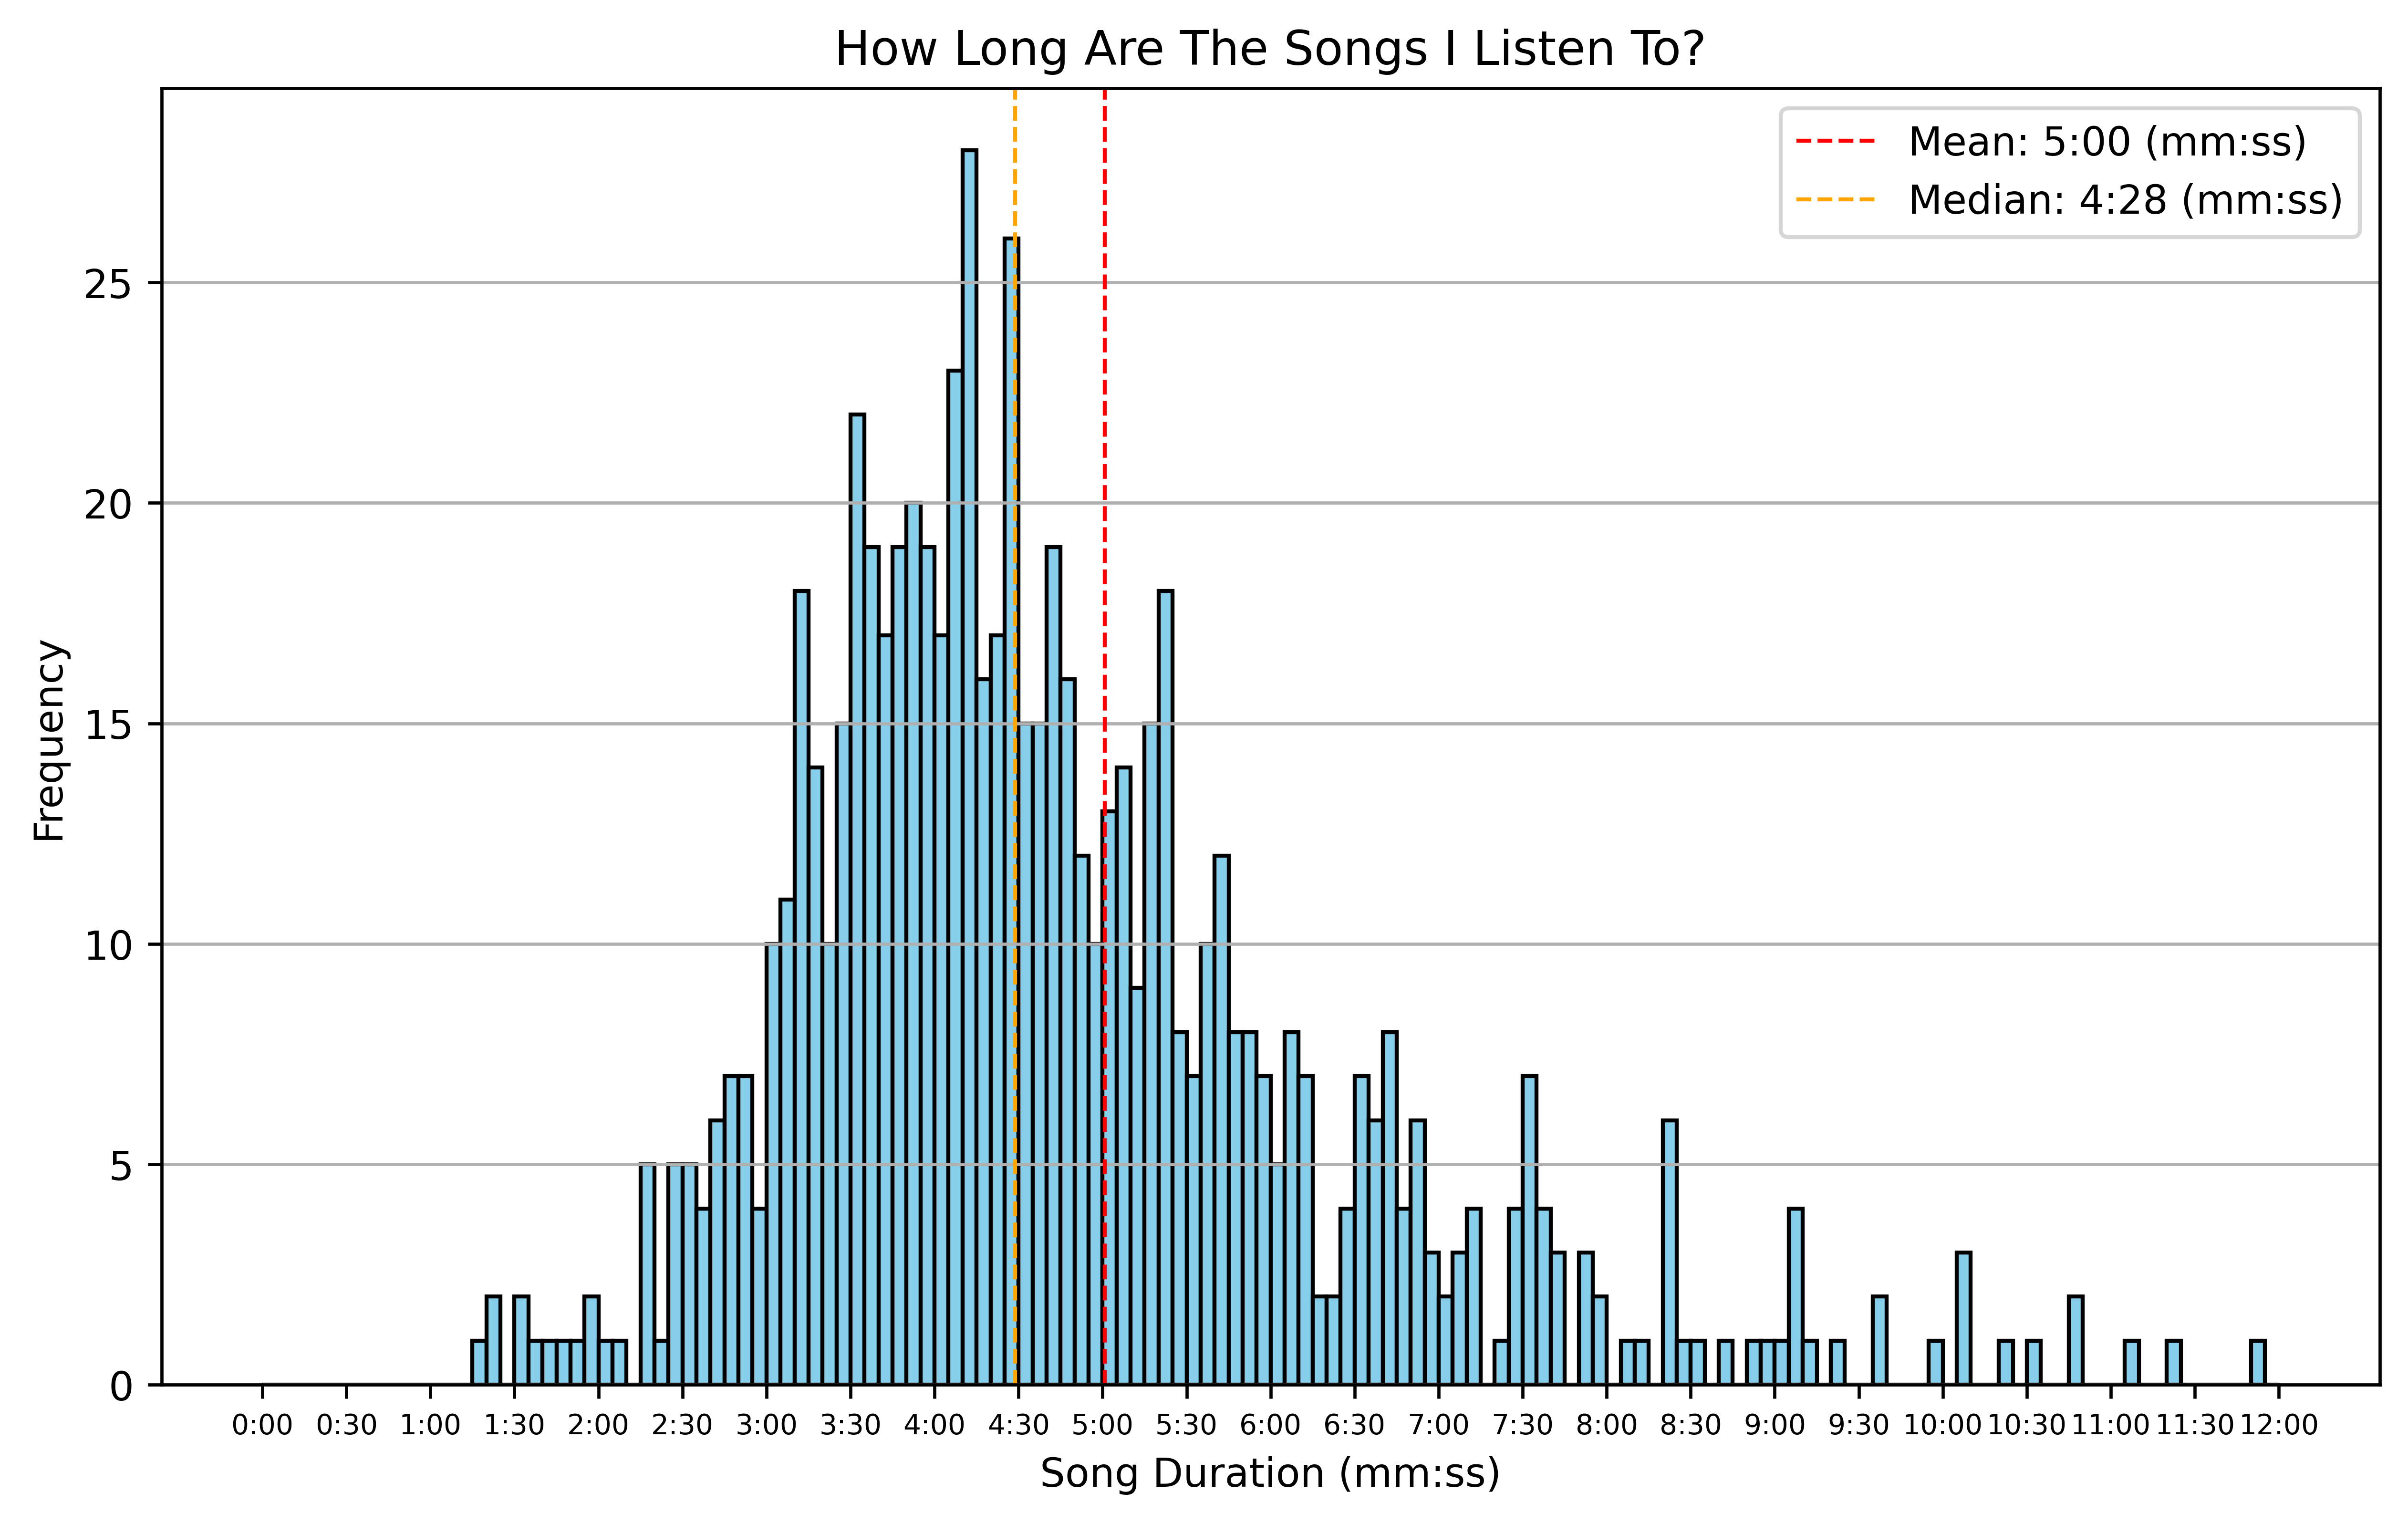 How Long Are The Songs I Listen To?
Mean: 5:00 (mm:ss)
Median: 4:28 (mm:ss)
25
20
15
10
5
0
Frequency
0:00 0:30 1:00 1:30 2:00 2:30 3:00 3:30 4:00 4:30 5:00 5:30 6:00 6:30 7:00 7:30 8:00 8:30 9:00 9:30 10:00 10:30 11:00 11:30 12:00
Song Duration (mm:ss)